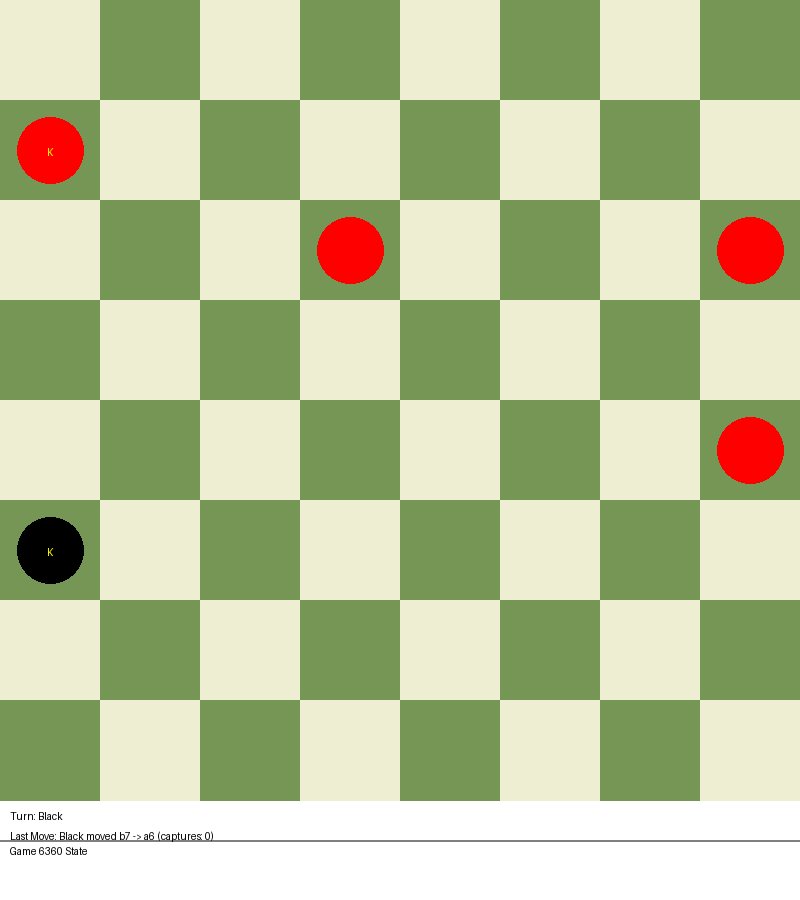 K
K
Turn: Black
Last Move: Black moved b7 -> a6 (captures: 0)
Game 6360 State